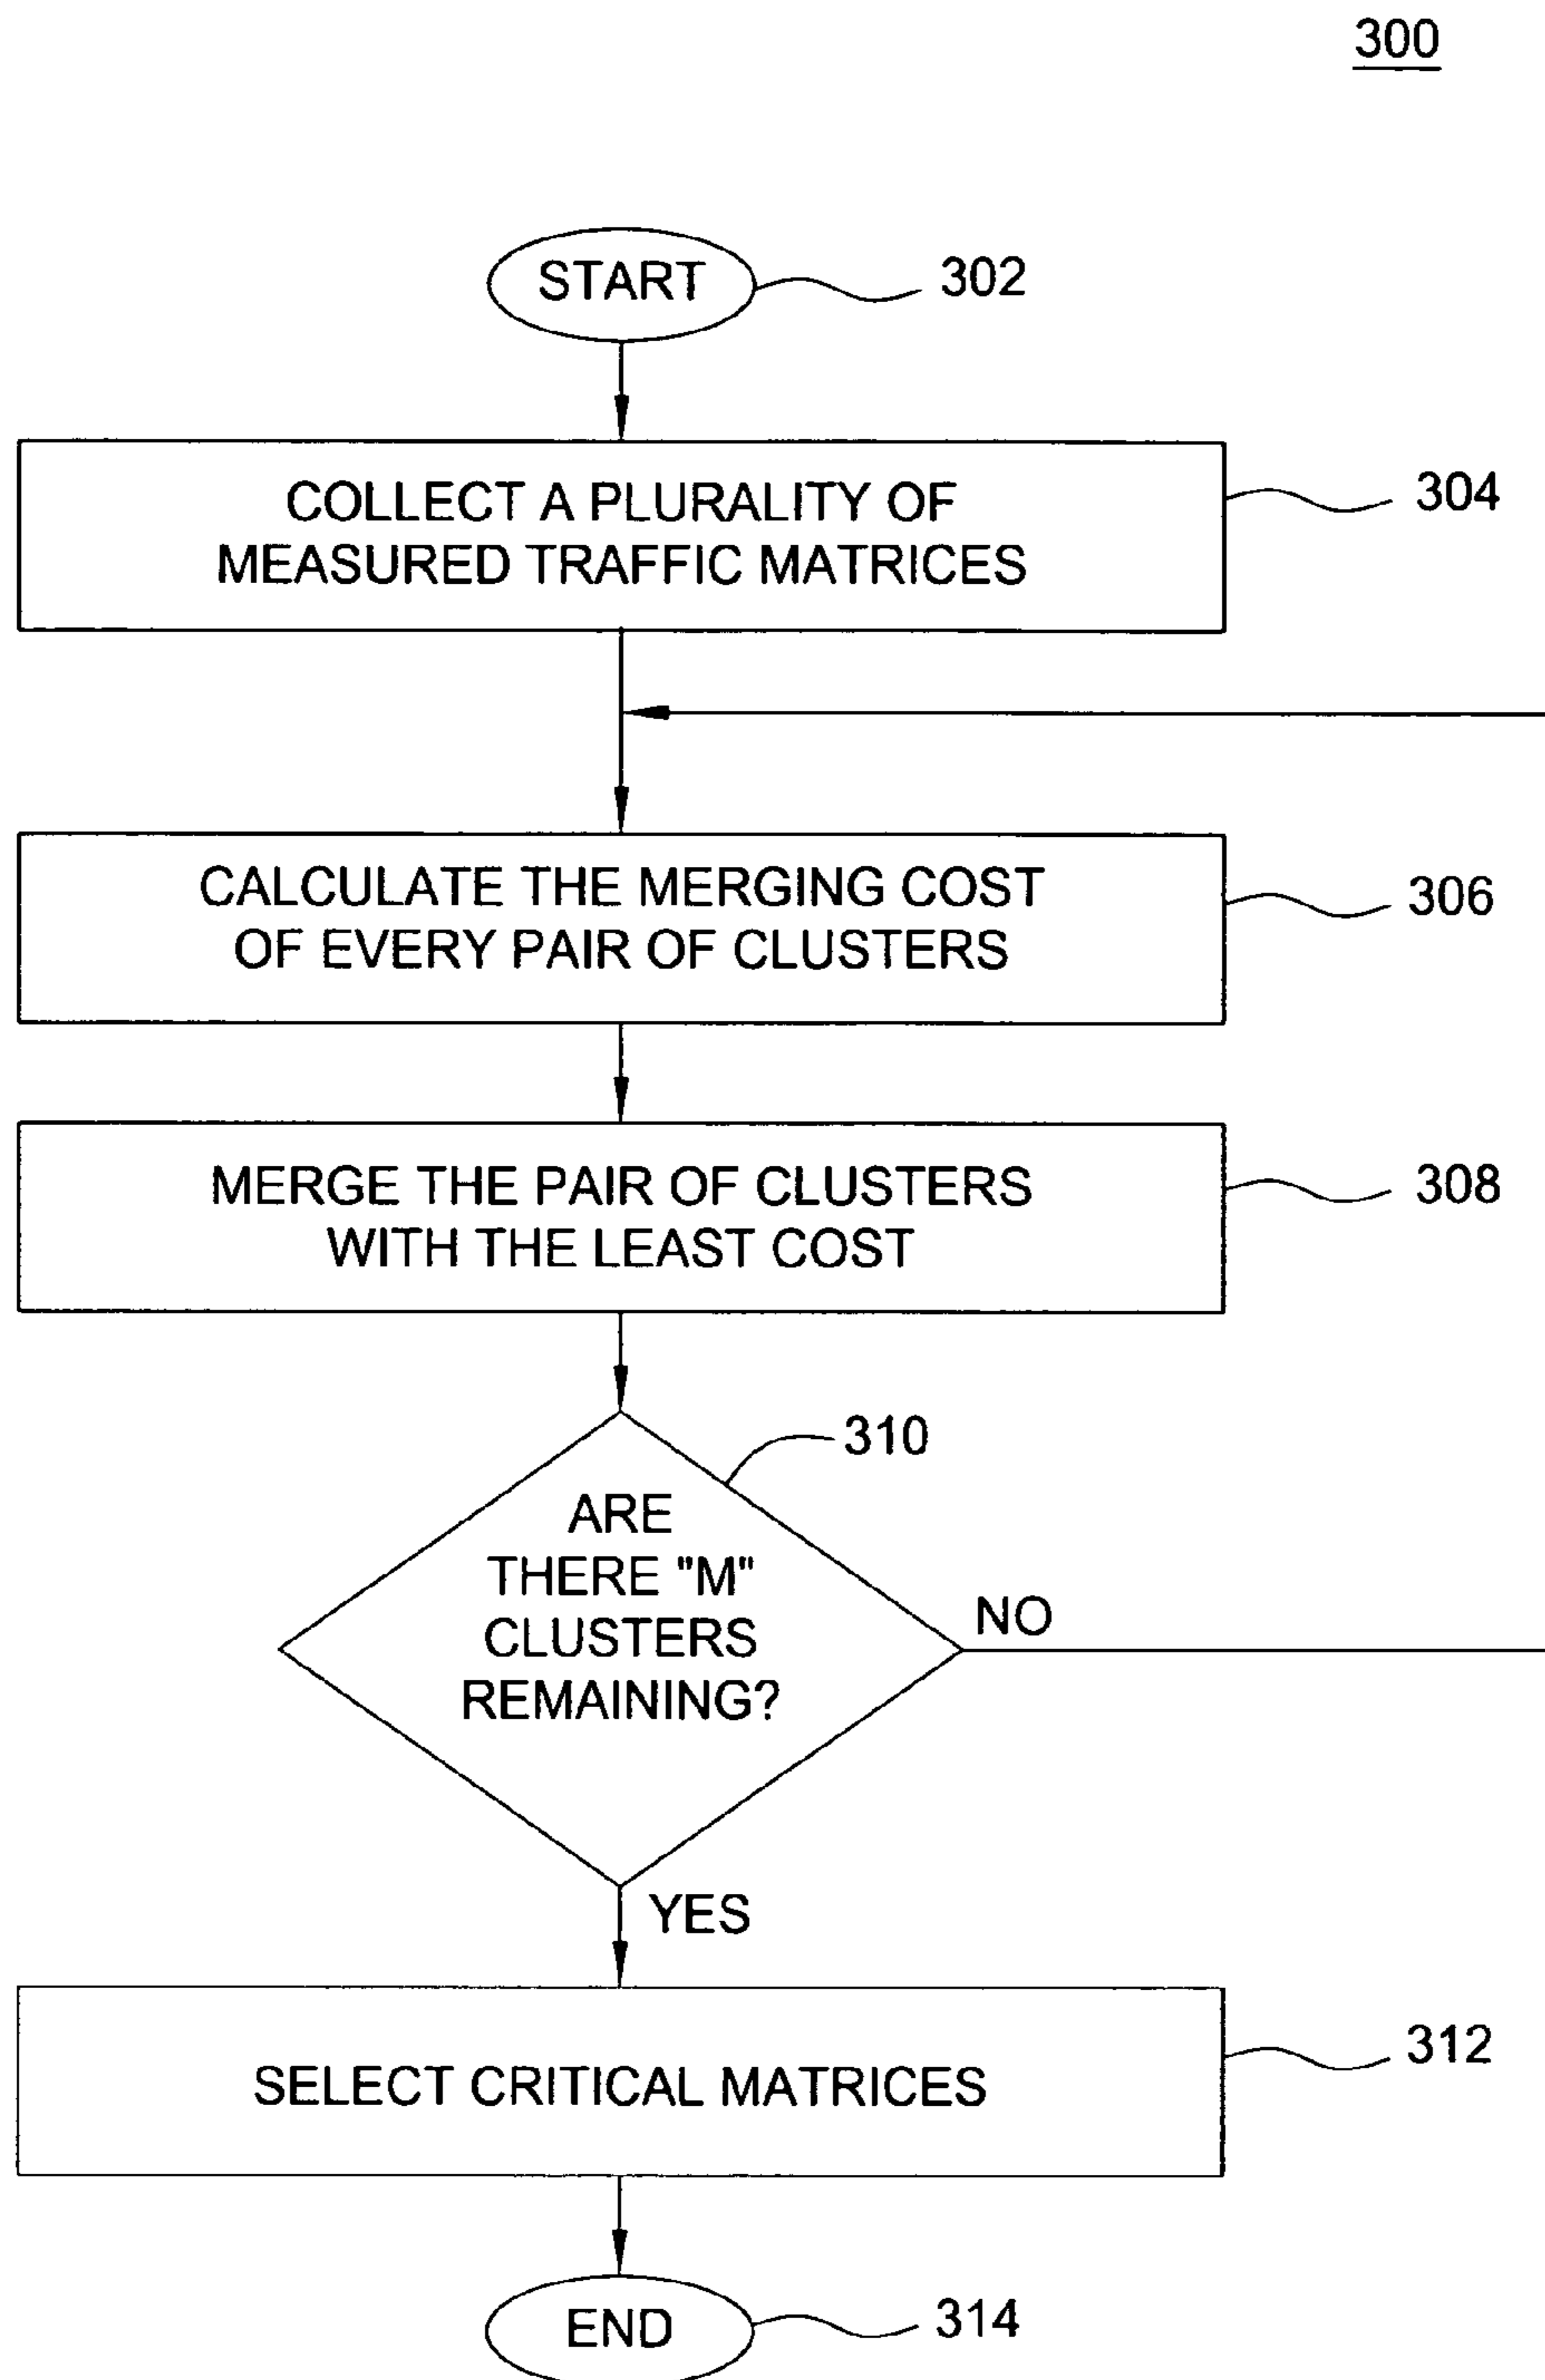 300
START
302
COLLECT A PLURALITY OF
MEASURED TRAFFIC MATRICES
304
CALCULATE THE MERGING COST
OF EVERY PAIR OF CLUSTERS
306
MERGE THE PAIR OF CLUSTERS
WITH THE LEAST COST
308
310
ARE
THERE "M"
CLUSTERS
REMAINING?
NO
YES
SELECT CRITICAL MATRICES
312
END
314